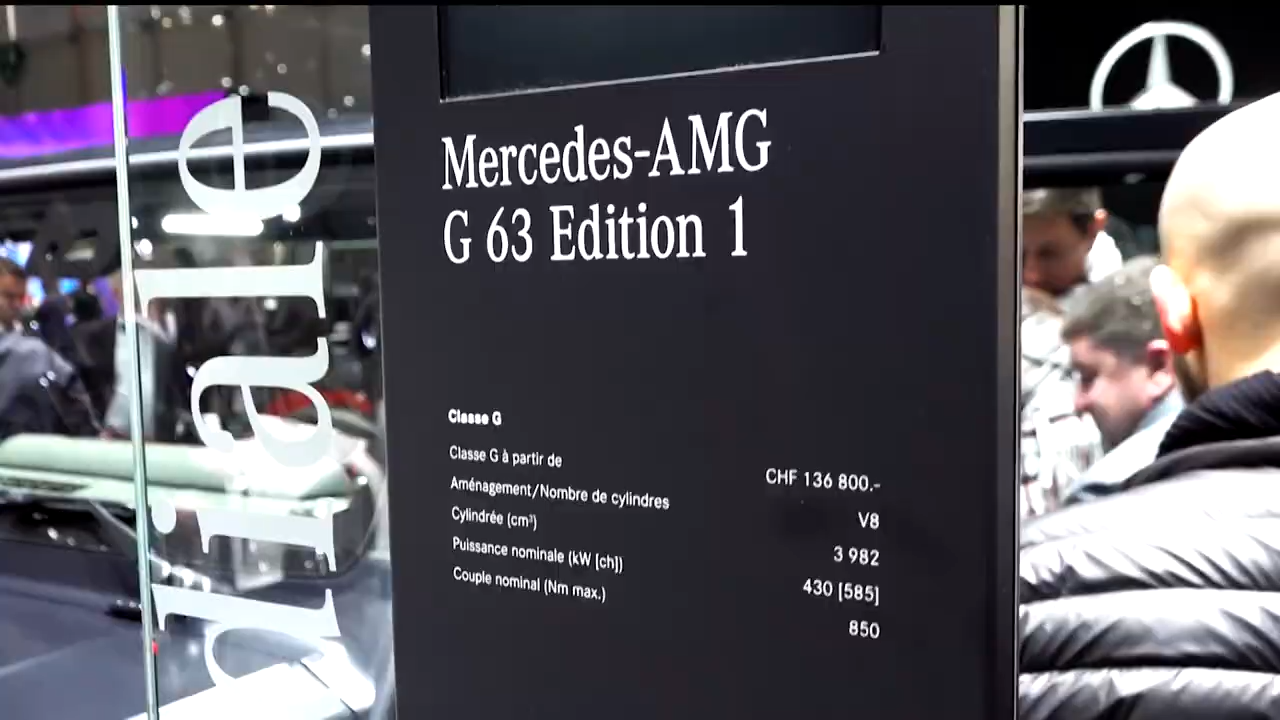 Mercedes-AMG
G 63 Edition 1
Classe G
Classe G à partir de CHF 136 800.-
Aménagement/Nombre de cylindres V8
Cylindrée (cm³) 3 982
Puissance nominale (kW [ch]) 430 [585]
Couple nominal (Nm max.) 850
diale